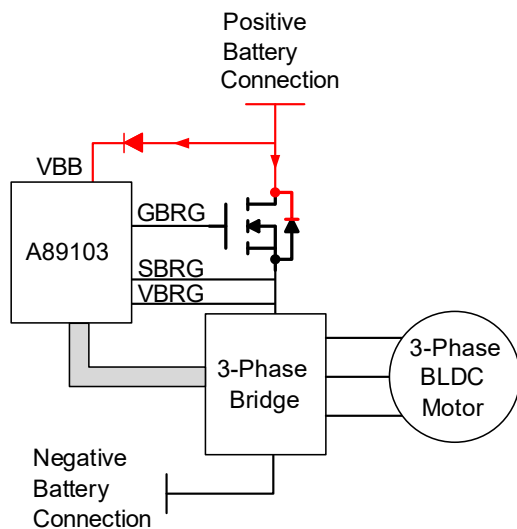 Positive
Battery
Connection
VBB
GBRG
A89103
SBRG
VBRG
3-Phase
Bridge
3-Phase
BLDC
Motor
Negative
Battery
Connection